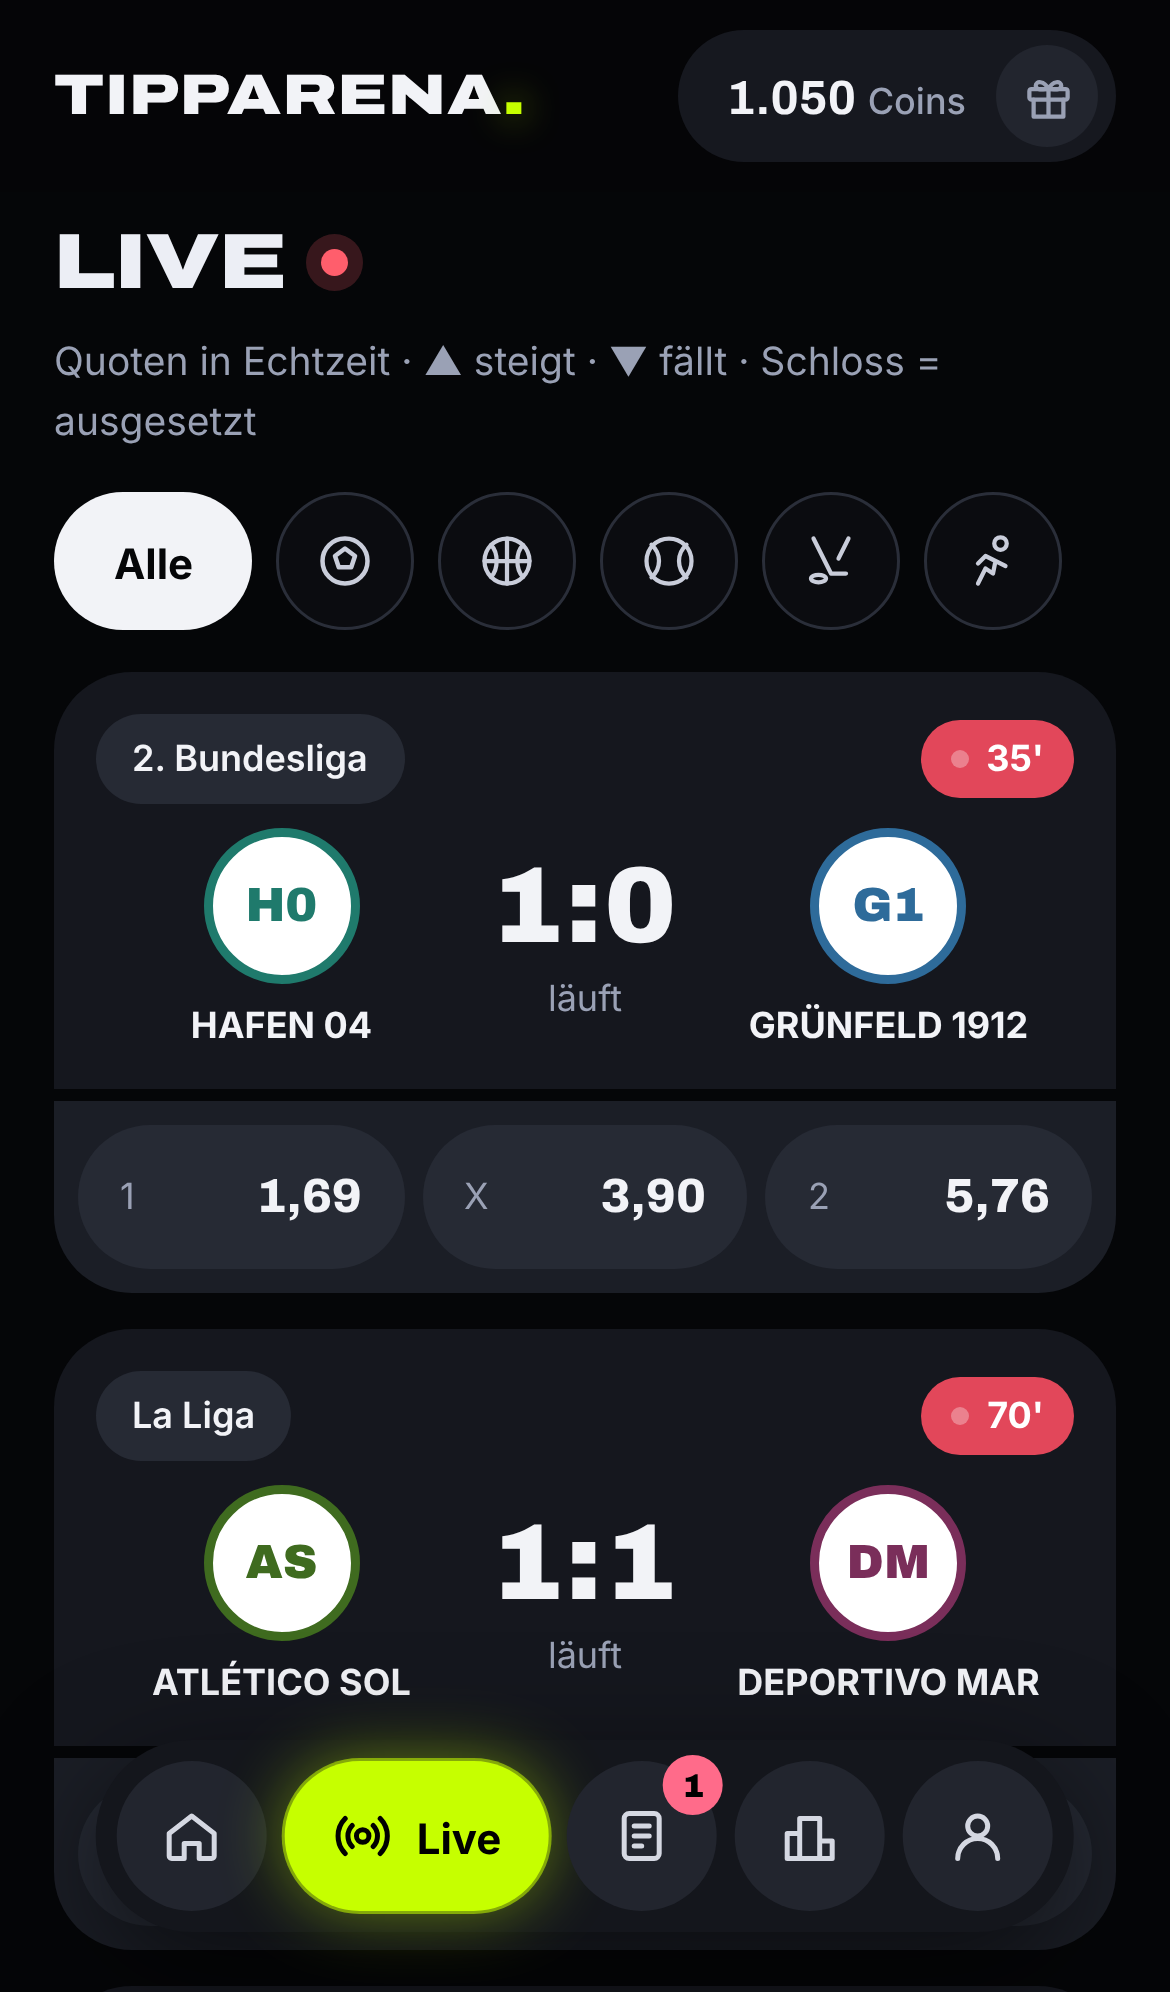 TIPPARENA.
1.050 Coins
LIVE
Quoten in Echtzeit · ▲ steigt · ▼ fällt · Schloss =
ausgesetzt
Alle
2. Bundesliga
35'
H0
1:0
G1
läuft
HAFEN 04
GRÜNFELD 1912
1 1,69
X 3,90
2 5,76
La Liga
70'
AS
1:1
DM
läuft
ATLÉTICO SOL
DEPORTIVO MAR
Live
1